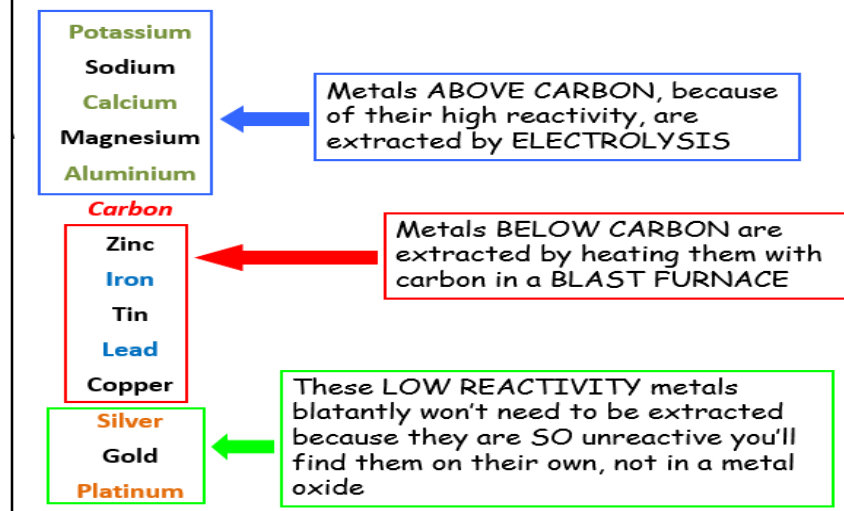 Potassium
Sodium
Calcium
Magnesium
Aluminium
Metals ABOVE CARBON, because
of their high reactivity, are
extracted by ELECTROLYSIS
Carbon
Zinc
Iron
Tin
Lead
Copper
Metals BELOW CARBON are
extracted by heating them with
carbon in a BLAST FURNACE
Silver
Gold
Platinum
These LOW REACTIVITY metals
blatantly won't need to be extracted
because they are SO unreactive you'll
find them on their own, not in a metal
oxide